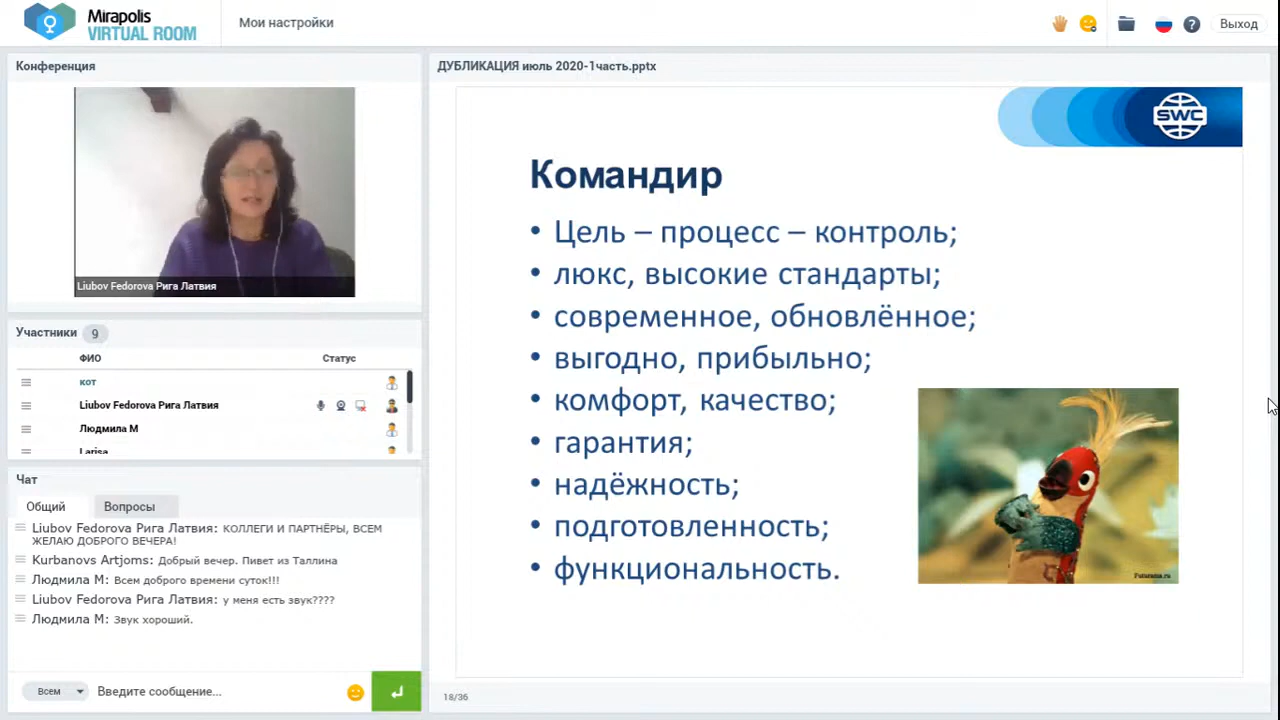 Mirapolis
VIRTUAL ROOM
Мои настройки
Выход
Конференция
Liubov Fedorova Рига Латвия
Участники 9
ФИО Статус
кот
Liubov Fedorova Рига Латвия
Людмила М
Larisa
Чат
Общий Вопросы
Liubov Fedorova Рига Латвия: КОЛЛЕГИ И ПАРТНЁРЫ, ВСЕМ
ЖЕЛАЮ ДОБРОГО ВЕЧЕРА!
Kurbanovs Artjoms: Добрый вечер. Пивет из Таллина
Людмила М: Всем доброго времени суток!!!
Liubov Fedorova Рига Латвия: у меня есть звук????
Людмила М: Звук хороший.
Всем Введите сообщение...
ДУБЛИКАЦИЯ июль 2020-1часть.pptx
SWC
Командир
• Цель – процесс – контроль;
• люкс, высокие стандарты;
• современное, обновлённое;
• выгодно, прибыльно;
• комфорт, качество;
• гарантия;
• надёжность;
• подготовленность;
• функциональность.
18/36